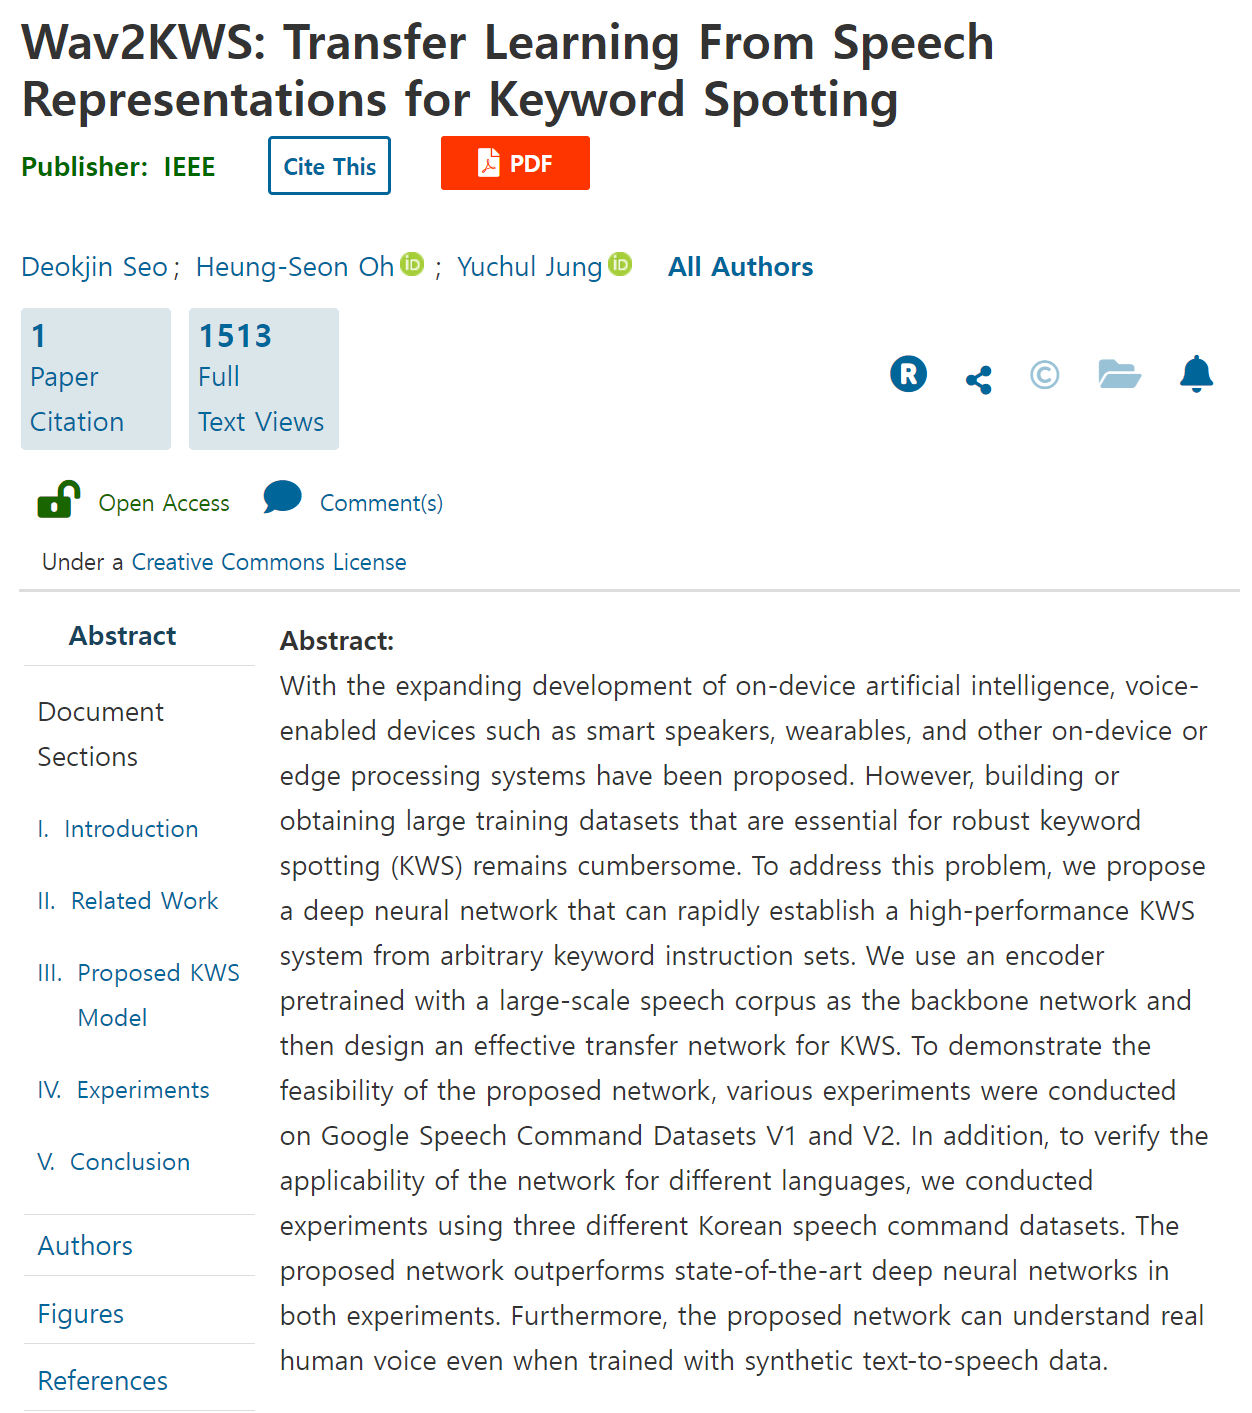 Wav2KWS: Transfer Learning From Speech
Representations for Keyword Spotting
Publisher: IEEE
Cite This
PDF
Deokjin Seo ; Heung-Seon Oh iD ; Yuchul Jung iD All Authors
1
Paper
Citation
1513
Full
Text Views
R
©
Open Access
Comment(s)
Under a Creative Commons License
Abstract
Document
Sections
I. Introduction
II. Related Work
III. Proposed KWS
Model
IV. Experiments
V. Conclusion
Authors
Figures
References
Abstract:
With the expanding development of on-device artificial intelligence, voice-
enabled devices such as smart speakers, wearables, and other on-device or
edge processing systems have been proposed. However, building or
obtaining large training datasets that are essential for robust keyword
spotting (KWS) remains cumbersome. To address this problem, we propose
a deep neural network that can rapidly establish a high-performance KWS
system from arbitrary keyword instruction sets. We use an encoder
pretrained with a large-scale speech corpus as the backbone network and
then design an effective transfer network for KWS. To demonstrate the
feasibility of the proposed network, various experiments were conducted
on Google Speech Command Datasets V1 and V2. In addition, to verify the
applicability of the network for different languages, we conducted
experiments using three different Korean speech command datasets. The
proposed network outperforms state-of-the-art deep neural networks in
both experiments. Furthermore, the proposed network can understand real
human voice even when trained with synthetic text-to-speech data.